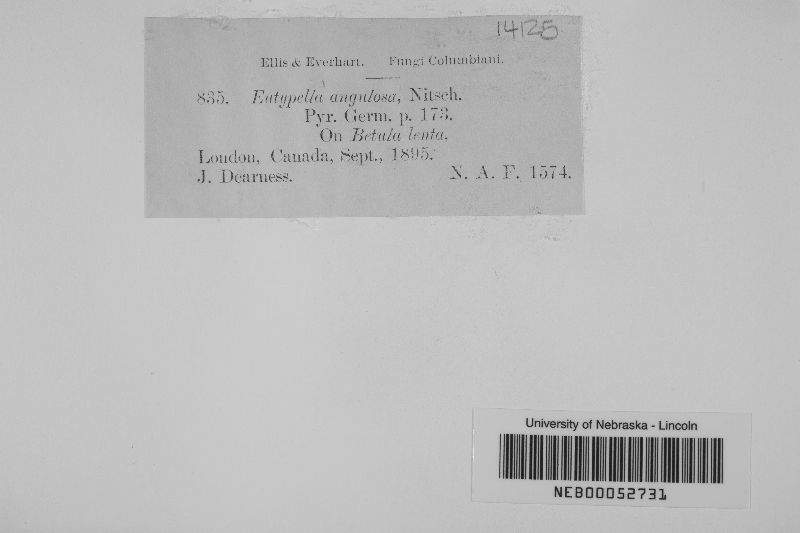 14125
Ellis & Everhart. Fungi Columbiani.
835. Eutypella angulosa, Nitsch.
Pyr. Germ. p. 173.
On Betula lenta.
London, Canada, Sept., 1895.
J. Dearness. N. A. F. 1574.
University of Nebraska - Lincoln
NEB00052731